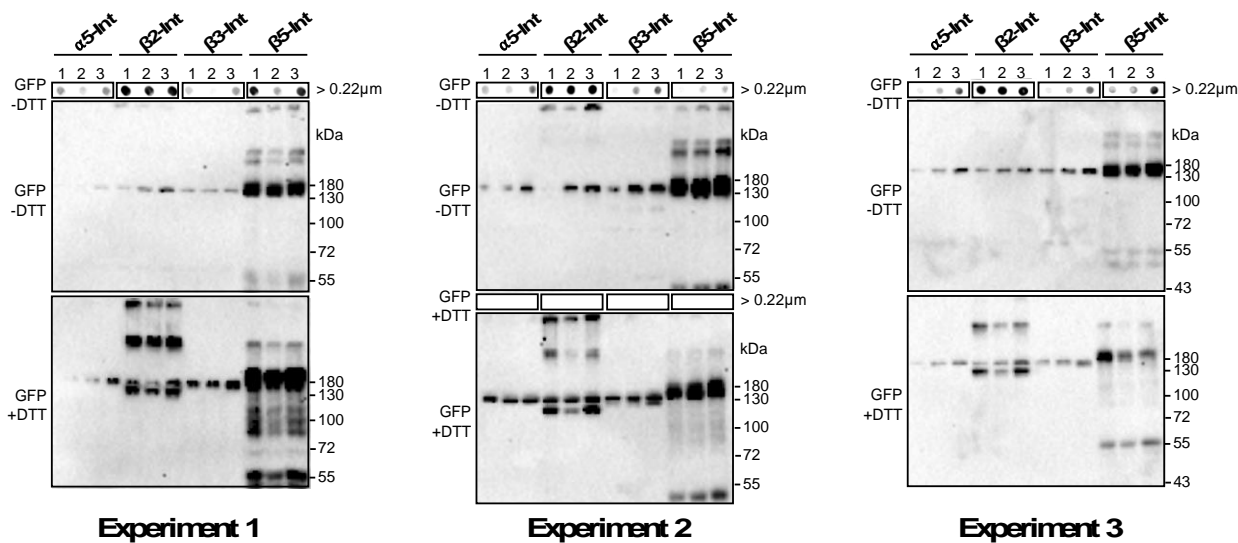 α5-Int β2-Int β3-Int β5-Int
1 2 3 1 2 3 1 2 3 1 2 3
GFP
-DTT
> 0.22µm
kDa
GFP
-DTT
180
130
100
72
55
GFP
+DTT
180
130
100
72
55
Experiment 1
α5-Int β2-Int β3-Int β5-Int
1 2 3 1 2 3 1 2 3 1 2 3
GFP
-DTT
> 0.22µm
kDa
GFP
-DTT
180
130
100
72
55
GFP
+DTT
> 0.22µm
kDa
GFP
+DTT
180
130
100
72
55
Experiment 2
α5-Int β2-Int β3-Int β5-Int
1 2 3 1 2 3 1 2 3 1 2 3
GFP
-DTT
> 0.22µm
kDa
GFP
-DTT
180
130
100
72
55
43
GFP
+DTT
180
130
100
72
55
43
Experiment 3